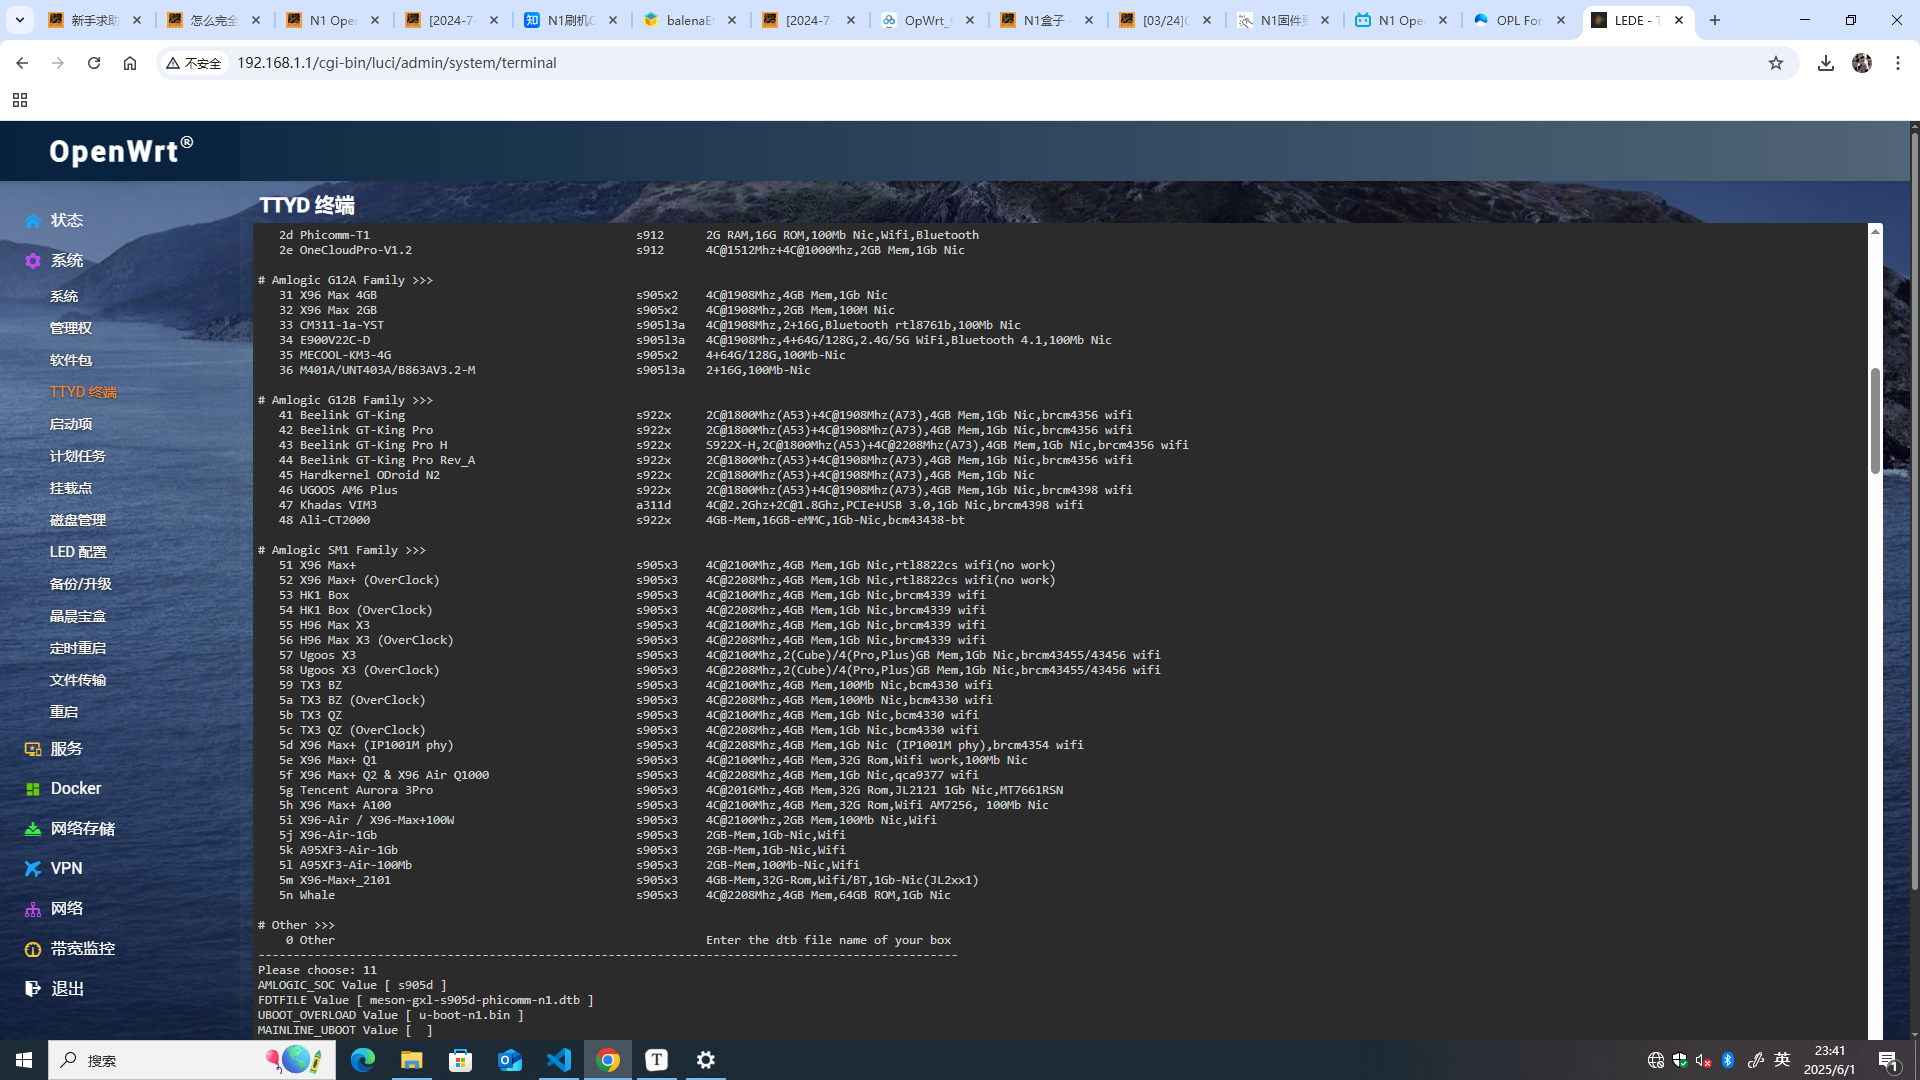 新手求助
怎么完全
N1 Ope
[2024-7-
N1刷机
balenaEt
[2024-7-
OpWrt_
N1盒子 -
[03/24]
N1固件
N1 Ope
OPL For
LEDE - T
不安全
192.168.1.1/cgi-bin/luci/admin/system/terminal
OpenWrt®
TTYD 终端
状态
系统
系统
管理权
软件包
TTYD 终端
启动项
计划任务
挂载点
磁盘管理
LED 配置
备份/升级
晶晨宝盒
定时重启
文件传输
重启
服务
Docker
网络存储
VPN
网络
带宽监控
退出
2d Phicomm-T1 s912 2G RAM,16G ROM,100Mb Nic,Wifi,Bluetooth
2e OneCloudPro-V1.2 s912 4C@1512Mhz+4C@1000Mhz,2GB Mem,1Gb Nic
# Amlogic G12A Family >>>
31 X96 Max 4GB s905x2 4C@1908Mhz,4GB Mem,1Gb Nic
32 X96 Max 2GB s905x2 4C@1908Mhz,2GB Mem,100M Nic
33 CM311-1a-YST s905l3a 4C@1908Mhz,2+16G,Bluetooth rtl8761b,100Mb Nic
34 E900V22C-D s905l3a 4C@1908Mhz,4+64G/128G,2.4G/5G WiFi,Bluetooth 4.1,100Mb Nic
35 MECOOL-KM3-4G s905x2 4+64G/128G,100Mb-Nic
36 M401A/UNT403A/B863AV3.2-M s905l3a 2+16G,100Mb-Nic
# Amlogic G12B Family >>>
41 Beelink GT-King s922x 2C@1800Mhz(A53)+4C@1908Mhz(A73),4GB Mem,1Gb Nic,brcm4356 wifi
42 Beelink GT-King Pro s922x 2C@1800Mhz(A53)+4C@1908Mhz(A73),4GB Mem,1Gb Nic,brcm4356 wifi
43 Beelink GT-King Pro H s922x S922X-H,2C@1800Mhz(A53)+4C@2208Mhz(A73),4GB Mem,1Gb Nic,brcm4356 wifi
44 Beelink GT-King Pro Rev_A s922x 2C@1800Mhz(A53)+4C@1908Mhz(A73),4GB Mem,1Gb Nic,brcm4356 wifi
45 Hardkernel ODroid N2 s922x 2C@1800Mhz(A53)+4C@1908Mhz(A73),4GB Mem,1Gb Nic
46 UGOOS AM6 Plus s922x 2C@1800Mhz(A53)+4C@1908Mhz(A73),4GB Mem,1Gb Nic,brcm4398 wifi
47 Khadas VIM3 a311d 4C@2.2Ghz+2C@1.8Ghz,PCIe+USB 3.0,1Gb Nic,brcm4398 wifi
48 Ali-CT2000 s922x 4GB-Mem,16GB-eMMC,1Gb-Nic,bcm43438-bt
# Amlogic SM1 Family >>>
51 X96 Max+ s905x3 4C@2100Mhz,4GB Mem,1Gb Nic,rtl8822cs wifi(no work)
52 X96 Max+ (OverClock) s905x3 4C@2208Mhz,4GB Mem,1Gb Nic,rtl8822cs wifi(no work)
53 HK1 Box s905x3 4C@2100Mhz,4GB Mem,1Gb Nic,brcm4339 wifi
54 HK1 Box (OverClock) s905x3 4C@2208Mhz,4GB Mem,1Gb Nic,brcm4339 wifi
55 H96 Max X3 s905x3 4C@2100Mhz,4GB Mem,1Gb Nic,brcm4339 wifi
56 H96 Max X3 (OverClock) s905x3 4C@2208Mhz,4GB Mem,1Gb Nic,brcm4339 wifi
57 Ugoos X3 s905x3 4C@2100Mhz,2(Cube)/4(Pro,Plus)GB Mem,1Gb Nic,brcm43455/43456 wifi
58 Ugoos X3 (OverClock) s905x3 4C@2208Mhz,2(Cube)/4(Pro,Plus)GB Mem,1Gb Nic,brcm43455/43456 wifi
59 TX3 BZ s905x3 4C@2100Mhz,4GB Mem,100Mb Nic,bcm4330 wifi
5a TX3 BZ (OverClock) s905x3 4C@2208Mhz,4GB Mem,100Mb Nic,bcm4330 wifi
5b TX3 QZ s905x3 4C@2100Mhz,4GB Mem,1Gb Nic,bcm4330 wifi
5c TX3 QZ (OverClock) s905x3 4C@2208Mhz,4GB Mem,1Gb Nic,bcm4330 wifi
5d X96 Max+ (IP1001M phy) s905x3 4C@2208Mhz,4GB Mem,1Gb Nic (IP1001M phy),brcm4354 wifi
5e X96 Max+ Q1 s905x3 4C@2100Mhz,4GB Mem,32G Rom,Wifi work,100Mb Nic
5f X96 Max+ Q2 & X96 Air Q1000 s905x3 4C@2208Mhz,4GB Mem,1Gb Nic,qca9377 wifi
5g Tencent Aurora 3Pro s905x3 4C@2016Mhz,4GB Mem,32G Rom,JL2121 1Gb Nic,MT7661RSN
5h X96 Max+ A100 s905x3 4C@2100Mhz,4GB Mem,32G Rom,Wifi AM7256, 100Mb Nic
5i X96-Air / X96-Max+100W s905x3 4C@2100Mhz,2GB Mem,100Mb Nic,Wifi
5j X96-Air-1Gb s905x3 2GB-Mem,1Gb-Nic,Wifi
5k A95XF3-Air-1Gb s905x3 2GB-Mem,1Gb-Nic,Wifi
5l A95XF3-Air-100Mb s905x3 2GB-Mem,100Mb-Nic,Wifi
5m X96-Max+_2101 s905x3 4GB-Mem,32G-Rom,Wifi/BT,1Gb-Nic(JL2xx1)
5n Whale s905x3 4C@2208Mhz,4GB Mem,64GB ROM,1Gb Nic
# Other >>>
0 Other Enter the dtb file name of your box
----------------------------------------------------------------------------------------------------
Please choose: 11
AMLOGIC_SOC Value [ s905d ]
FDTFILE Value [ meson-gxl-s905d-phicomm-n1.dtb ]
UBOOT_OVERLOAD Value [ u-boot-n1.bin ]
MAINLINE_UBOOT Value [  ]
搜索
英
23:41
2025/6/1
1